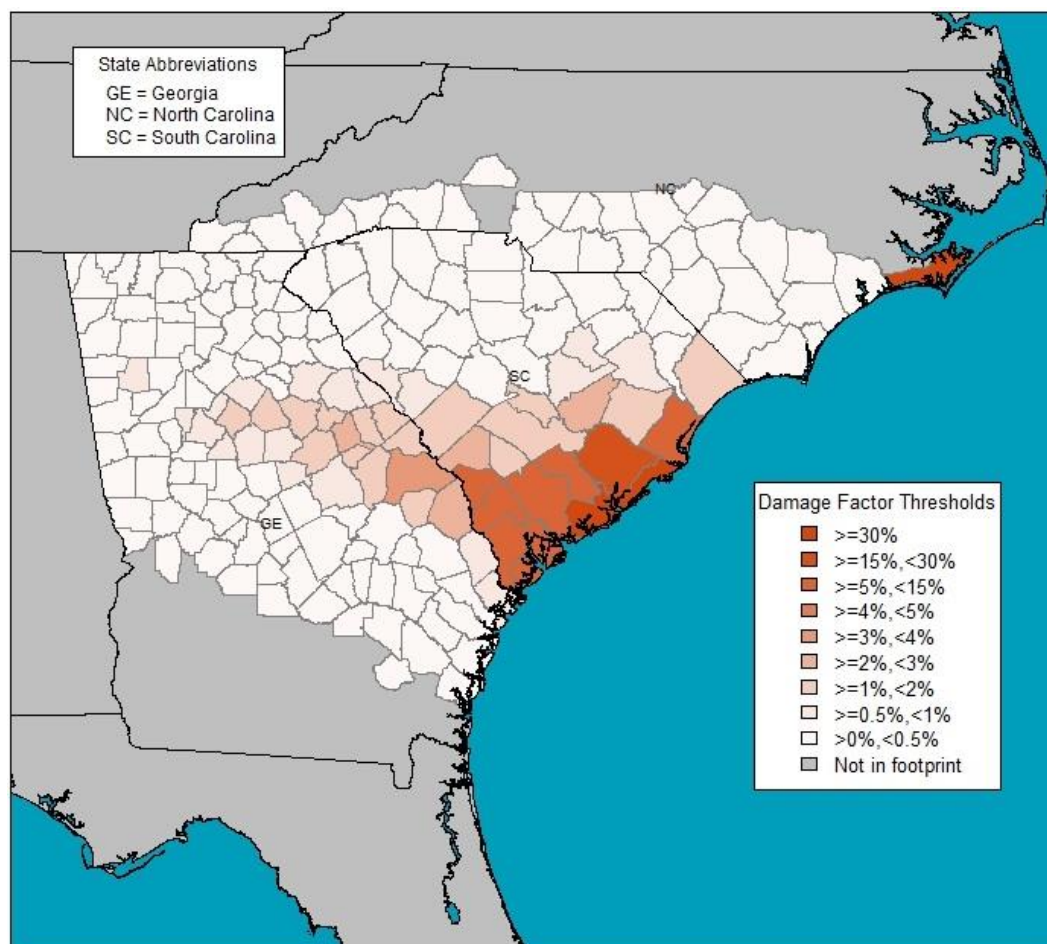 State Abbreviations
GE = Georgia
NC = North Carolina
SC = South Carolina
NC
SC
GE
Damage Factor Thresholds
>=30%
>=15%,<30%
>=5%,<15%
>=4%,<5%
>=3%,<4%
>=2%,<3%
>=1%,<2%
>=0.5%,<1%
>0%,<0.5%
Not in footprint